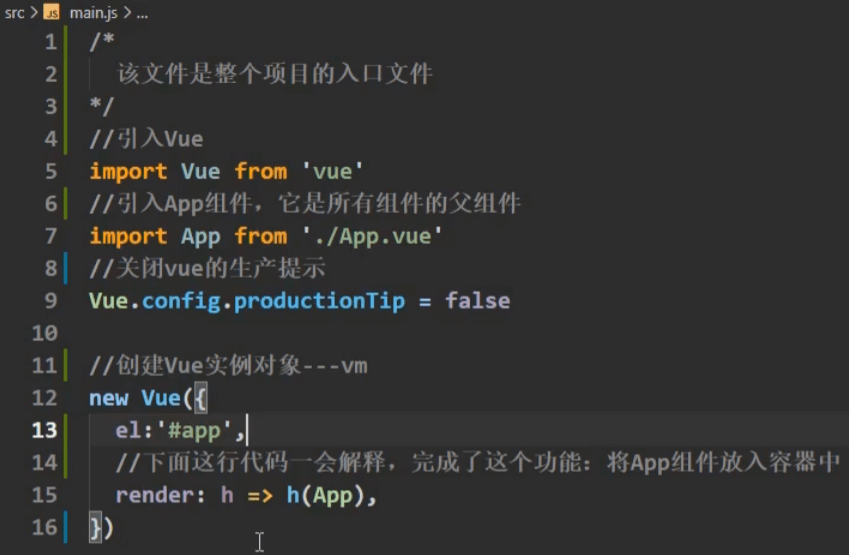 src > JS main.js > ...
1 /*
2   该文件是整个项目的入口文件
3 */
4 //引入Vue
5 import Vue from 'vue'
6 //引入App组件，它是所有组件的父组件
7 import App from './App.vue'
8 //关闭vue的生产提示
9 Vue.config.productionTip = false
10
11 //创建Vue实例对象---vm
12 new Vue({
13   el:'#app',
14   //下面这行代码一会解释，完成了这个功能：将App组件放入容器中
15   render: h => h(App),
16 })